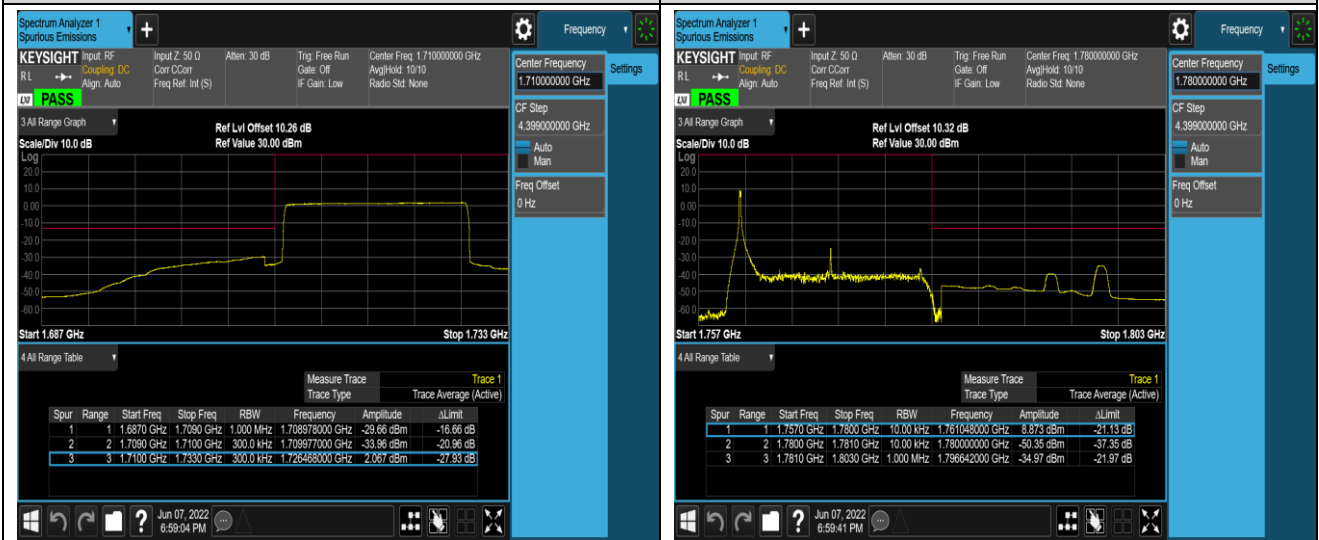 Spectrum Analyzer 1
Spurious Emissions
+
Frequency
KEYSIGHT Input: RF Input Z: 50 Ω Atten: 30 dB Trig: Free Run Center Freq: 1.710000000 GHz
Coupling: DC Corr CCorr Gate: Off Avg|Hold: 10/10
RL Align: Auto Freq Ref: Int (S) IF Gain: Low Radio Std: None
LXI PASS
Center Frequency
1.710000000 GHz
Settings
CF Step
4.399000000 GHz
Auto
Man
Freq Offset
0 Hz
3 All Range Graph
Ref Lvl Offset 10.26 dB
Scale/Div 10.0 dB Ref Value 30.00 dBm
Log
20.0
10.0
0.00
-10.0
-20.0
-30.0
-40.0
-50.0
-60.0
Start 1.687 GHz Stop 1.733 GHz
4 All Range Table
Measure Trace Trace 1
Trace Type Trace Average (Active)
Spur Range Start Freq Stop Freq RBW Frequency Amplitude ΔLimit
1 1 1.6870 GHz 1.7090 GHz 1.000 MHz 1.708978000 GHz -29.66 dBm -16.66 dB
2 2 1.7090 GHz 1.7100 GHz 300.0 kHz 1.709977000 GHz -33.96 dBm -20.96 dB
3 3 1.7100 GHz 1.7330 GHz 300.0 kHz 1.726468000 GHz 2.067 dBm -27.93 dB
? Jun 07, 2022
6:59:04 PM
Spectrum Analyzer 1
Spurious Emissions
+
Frequency
KEYSIGHT Input: RF Input Z: 50 Ω Atten: 30 dB Trig: Free Run Center Freq: 1.780000000 GHz
Coupling: DC Corr CCorr Gate: Off Avg|Hold: 10/10
RL Align: Auto Freq Ref: Int (S) IF Gain: Low Radio Std: None
LXI PASS
Center Frequency
1.780000000 GHz
Settings
CF Step
4.399000000 GHz
Auto
Man
Freq Offset
0 Hz
3 All Range Graph
Ref Lvl Offset 10.32 dB
Scale/Div 10.0 dB Ref Value 30.00 dBm
Log
20.0
10.0
0.00
-10.0
-20.0
-30.0
-40.0
-50.0
-60.0
Start 1.757 GHz Stop 1.803 GHz
4 All Range Table
Measure Trace Trace 1
Trace Type Trace Average (Active)
Spur Range Start Freq Stop Freq RBW Frequency Amplitude ΔLimit
1 1 1.7570 GHz 1.7800 GHz 10.00 kHz 1.761048000 GHz 8.873 dBm -21.13 dB
2 2 1.7800 GHz 1.7810 GHz 10.00 kHz 1.780000000 GHz -50.35 dBm -37.35 dB
3 3 1.7810 GHz 1.8030 GHz 1.000 MHz 1.796642000 GHz -34.97 dBm -21.97 dB
? Jun 07, 2022
6:59:41 PM